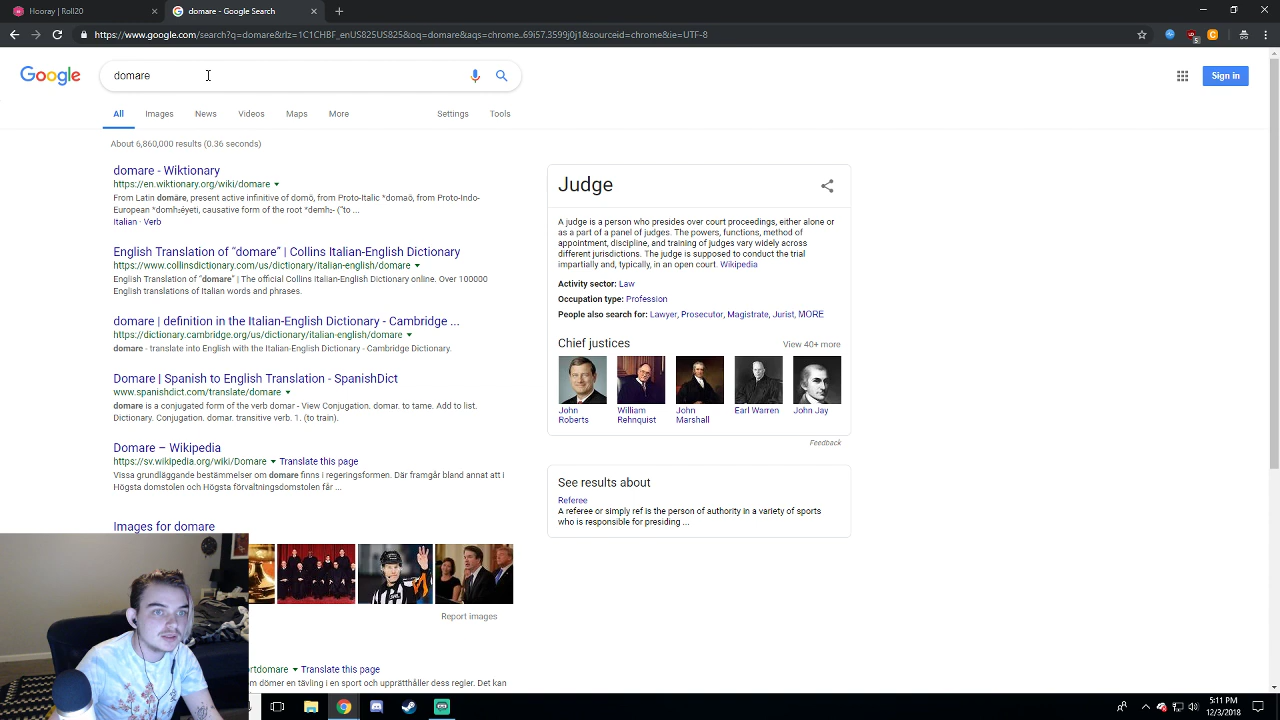 Hooray | Roll20
domare - Google Search
https://www.google.com/search?q=domare&rlz=1C1CHBF_enUS825US825&oq=domare&aqs=chrome..69i57.3599j0j1&sourceid=chrome&ie=UTF-8
Google
domare
Sign in
All Images News Videos Maps More Settings Tools
About 6,860,000 results (0.36 seconds)
domare - Wiktionary
https://en.wiktionary.org/wiki/domare
From Latin domāre, present active infinitive of domō, from Proto-Italic *domaō, from Proto-Indo-
European *domh₂éyeti, causative form of the root *demh₂- ("to ...
Italian · Verb
English Translation of “domare” | Collins Italian-English Dictionary
https://www.collinsdictionary.com/us/dictionary/italian-english/domare
English Translation of “domare” | The official Collins Italian-English Dictionary online. Over 100000
English translations of Italian words and phrases.
domare | definition in the Italian-English Dictionary - Cambridge ...
https://dictionary.cambridge.org/us/dictionary/italian-english/domare
domare - translate into English with the Italian-English Dictionary - Cambridge Dictionary.
Domare | Spanish to English Translation - SpanishDict
www.spanishdict.com/translate/domare
domare is a conjugated form of the verb domar - View Conjugation. domar. to tame. Add to list.
Dictionary. Conjugation. domar. transitive verb. 1. (to train).
Domare – Wikipedia
https://sv.wikipedia.org/wiki/Domare Translate this page
Vissa grundläggande bestämmelser om domare finns i regeringsformen. Där framgår bland annat att i
Högsta domstolen och Högsta förvaltningsdomstolen får ...
Images for domare
Report images
ortdomare Translate this page
om dömer en tävling i en sport och upprätthåller dess regler. Det kan
Judge
A judge is a person who presides over court proceedings, either alone or
as a part of a panel of judges. The powers, functions, method of
appointment, discipline, and training of judges vary widely across
different jurisdictions. The judge is supposed to conduct the trial
impartially and, typically, in an open court. Wikipedia
Activity sector: Law
Occupation type: Profession
People also search for: Lawyer, Prosecutor, Magistrate, Jurist, MORE
Chief justices
View 40+ more
John
Roberts
William
Rehnquist
John
Marshall
Earl Warren
John Jay
Feedback
See results about
Referee
A referee or simply ref is the person of authority in a variety of sports
who is responsible for presiding ...
5:11 PM
12/3/2018